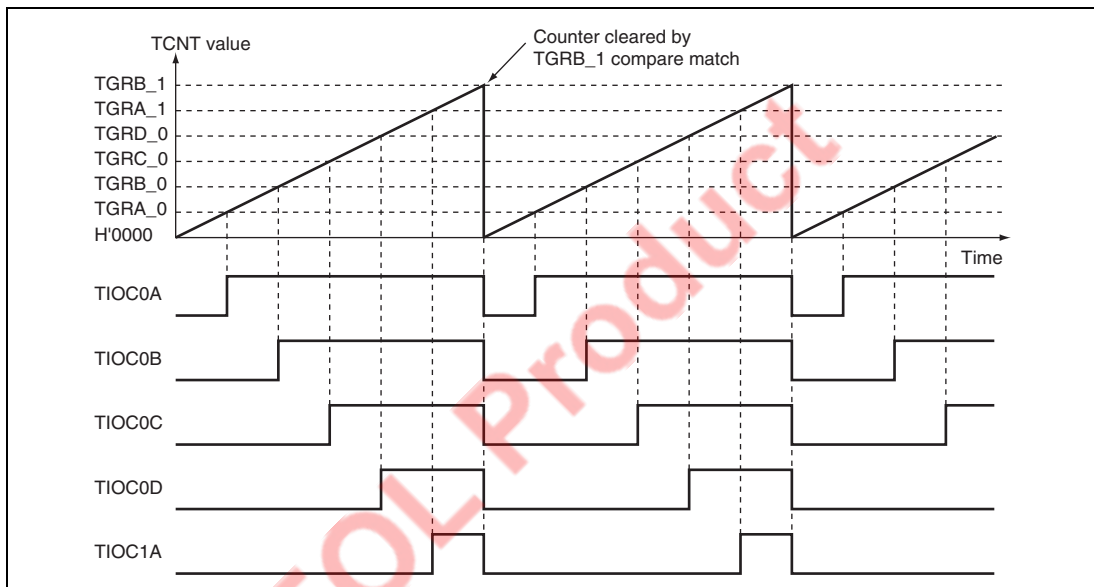 TCNT value
Counter cleared by
TGRB_1 compare match
TGRB_1
TGRA_1
TGRD_0
TGRC_0
TGRB_0
TGRA_0
H'0000
Time
TIOC0A
TIOC0B
TIOC0C
TIOC0D
TIOC1A
TOL Product